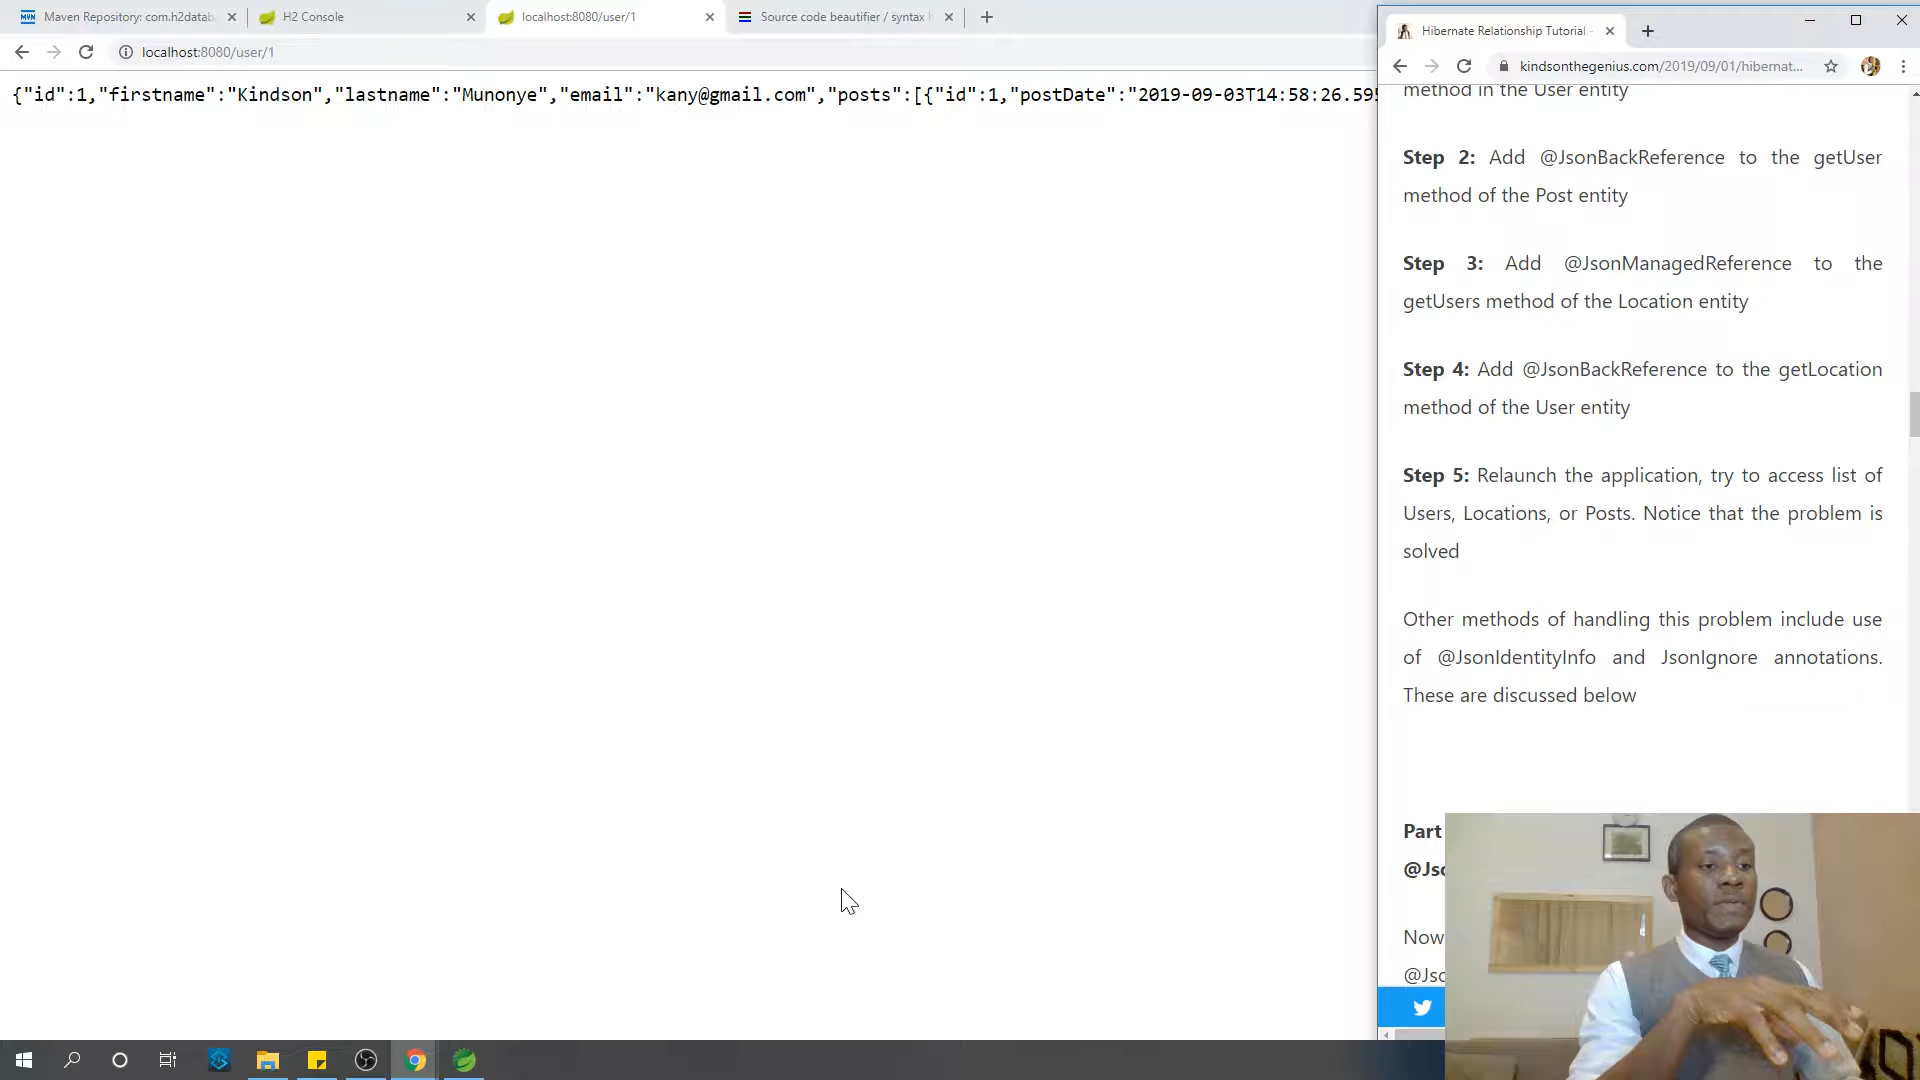 Maven Repository: com.h2datab
H2 Console
localhost:8080/user/1
Source code beautifier / syntax
localhost:8080/user/1
{"id":1,"firstname":"Kindson","lastname":"Munonye","email":"kany@gmail.com","posts":[{"id":1,"postDate":"2019-09-03T14:58:26.595
Hibernate Relationship Tutorial -
kindsonthegenius.com/2019/09/01/hibernat...
method in the User entity
Step 2: Add @JsonBackReference to the getUser
method of the Post entity
Step 3: Add @JsonManagedReference to the
getUsers method of the Location entity
Step 4: Add @JsonBackReference to the getLocation
method of the User entity
Step 5: Relaunch the application, try to access list of
Users, Locations, or Posts. Notice that the problem is
solved
Other methods of handling this problem include use
of @JsonIdentityInfo and JsonIgnore annotations.
These are discussed below
Part
@Jso
Now
@Jso